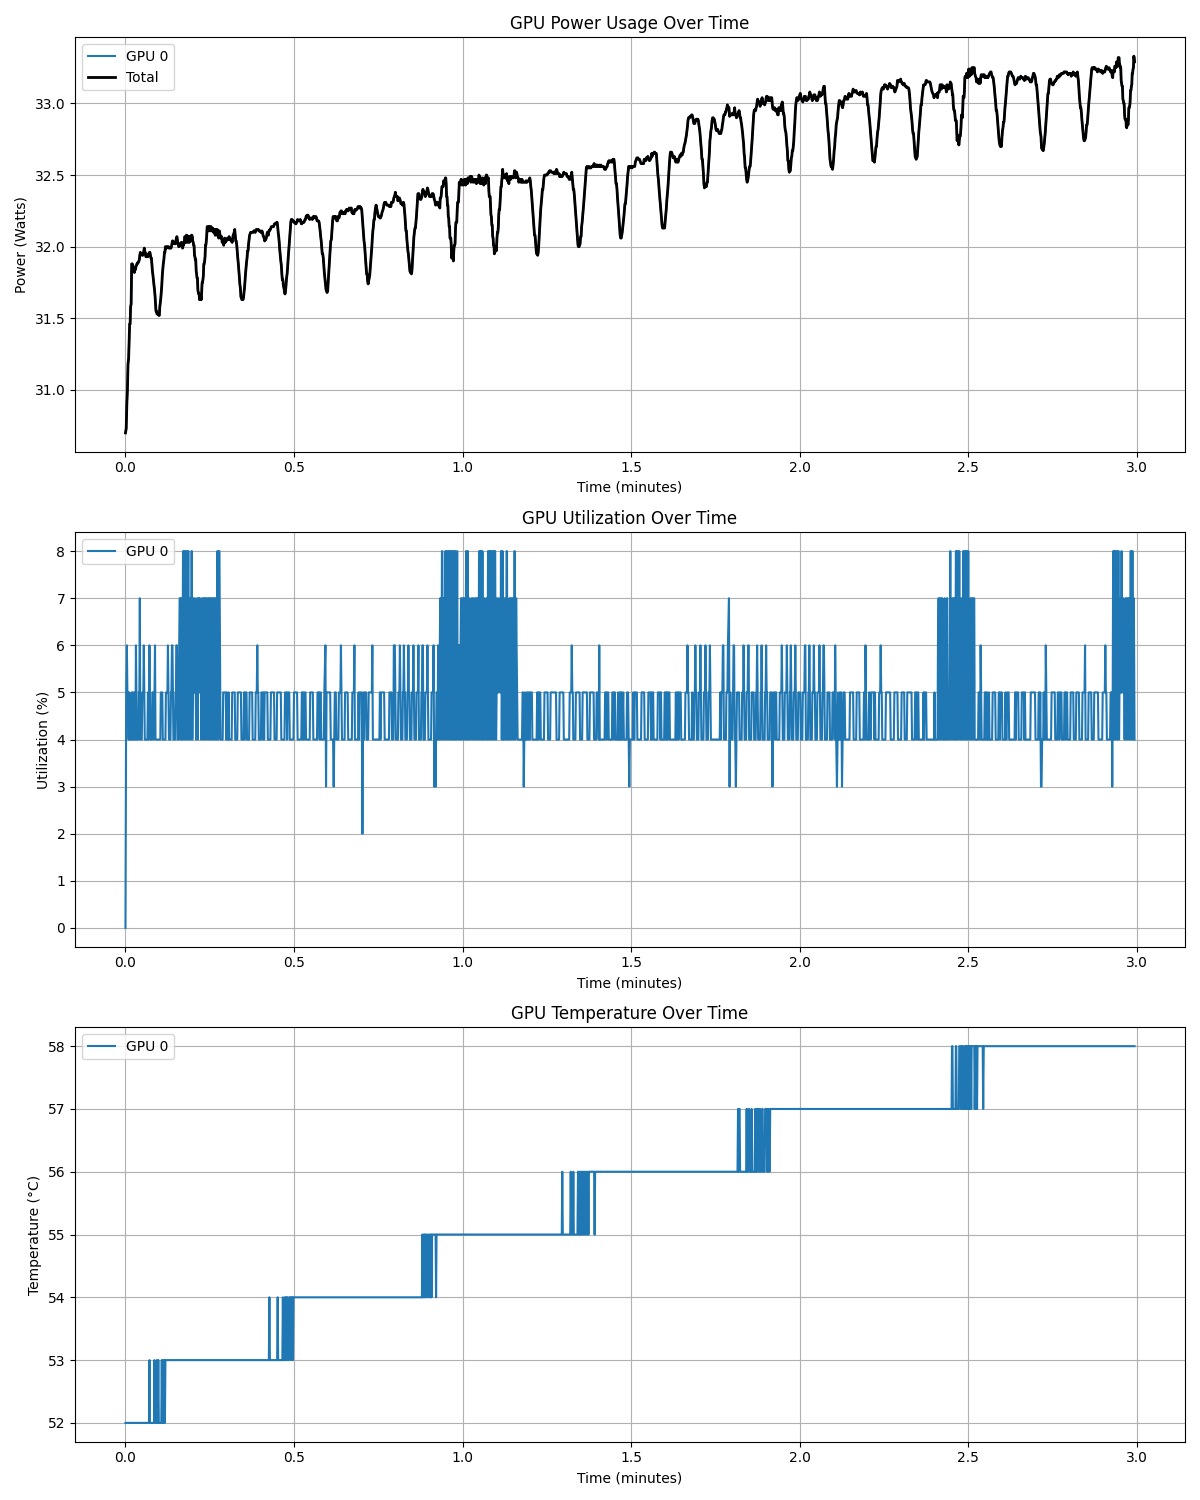 GPU Power Usage Over Time
GPU 0
Total
33.0
32.5
32.0
31.5
31.0
Power (Watts)
0.0 0.5 1.0 1.5 2.0 2.5 3.0
Time (minutes)
GPU Utilization Over Time
GPU 0
8
7
6
5
4
3
2
1
0
Utilization (%)
0.0 0.5 1.0 1.5 2.0 2.5 3.0
Time (minutes)
GPU Temperature Over Time
GPU 0
58
57
56
55
54
53
52
Temperature (°C)
0.0 0.5 1.0 1.5 2.0 2.5 3.0
Time (minutes)